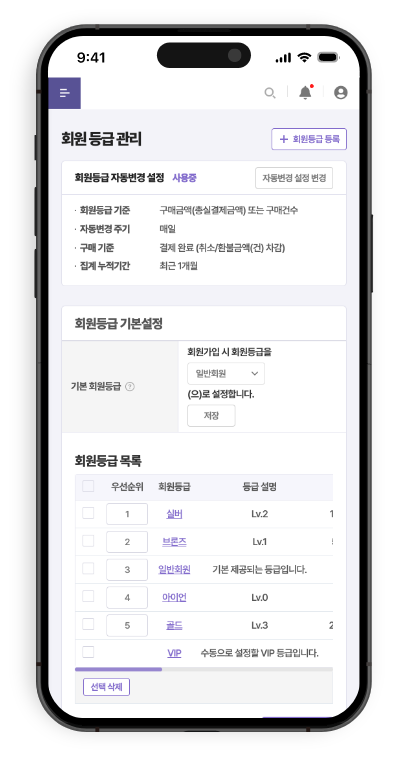 9:41
회원 등급 관리
+ 회원등급 등록
회원등급 자동변경 설정 사용중
자동변경 설정 변경
· 회원등급 기준 구매금액(총실결제금액) 또는 구매건수
· 자동변경 주기 매일
· 구매 기준 결제 완료 (취소/환불금액(건) 차감)
· 집계 누적기간 최근 1개월
회원등급 기본설정
회원가입 시 회원등급을
일반회원
기본 회원등급 ?
(으)로 설정합니다.
저장
회원등급 목록
우선순위 회원등급 등급 설명
1 실버 Lv.2
2 브론즈 Lv.1
3 일반회원 기본 제공되는 등급입니다.
4 아이언 Lv.0
5 골드 Lv.3 2
VIP 수동으로 설정할 VIP 등급입니다.
선택 삭제